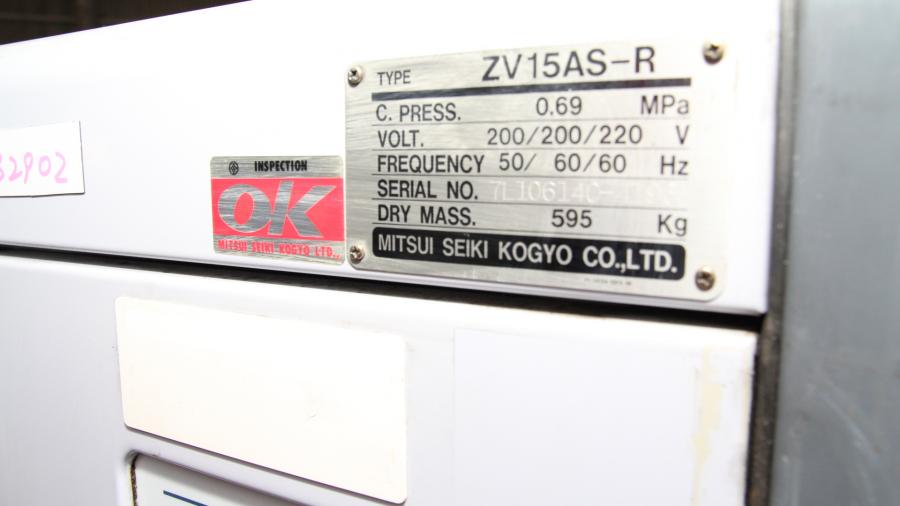 TYPE ZV15AS-R
C. PRESS. 0.69 MPa
VOLT. 200/200/220 V
FREQUENCY 50/ 60/60 Hz
SERIAL NO.
DRY MASS. 595 Kg
MITSUI SEIKI KOGYO CO.,LTD.
INSPECTION
OK
MITSUI SEIKI KOGYO LTD.,
32902